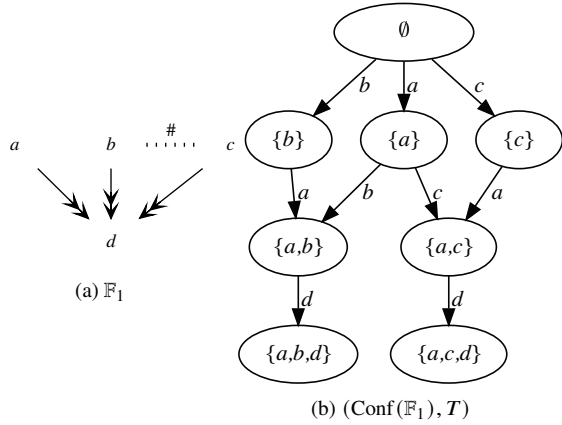 ∅
b a c
# 
a b c {b} {a} {c}
a b c a
d {a,b} {a,c}
(a) 𝔽₁
d d
{a,b,d} {a,c,d}
(b) (Conf(𝔽₁), T)